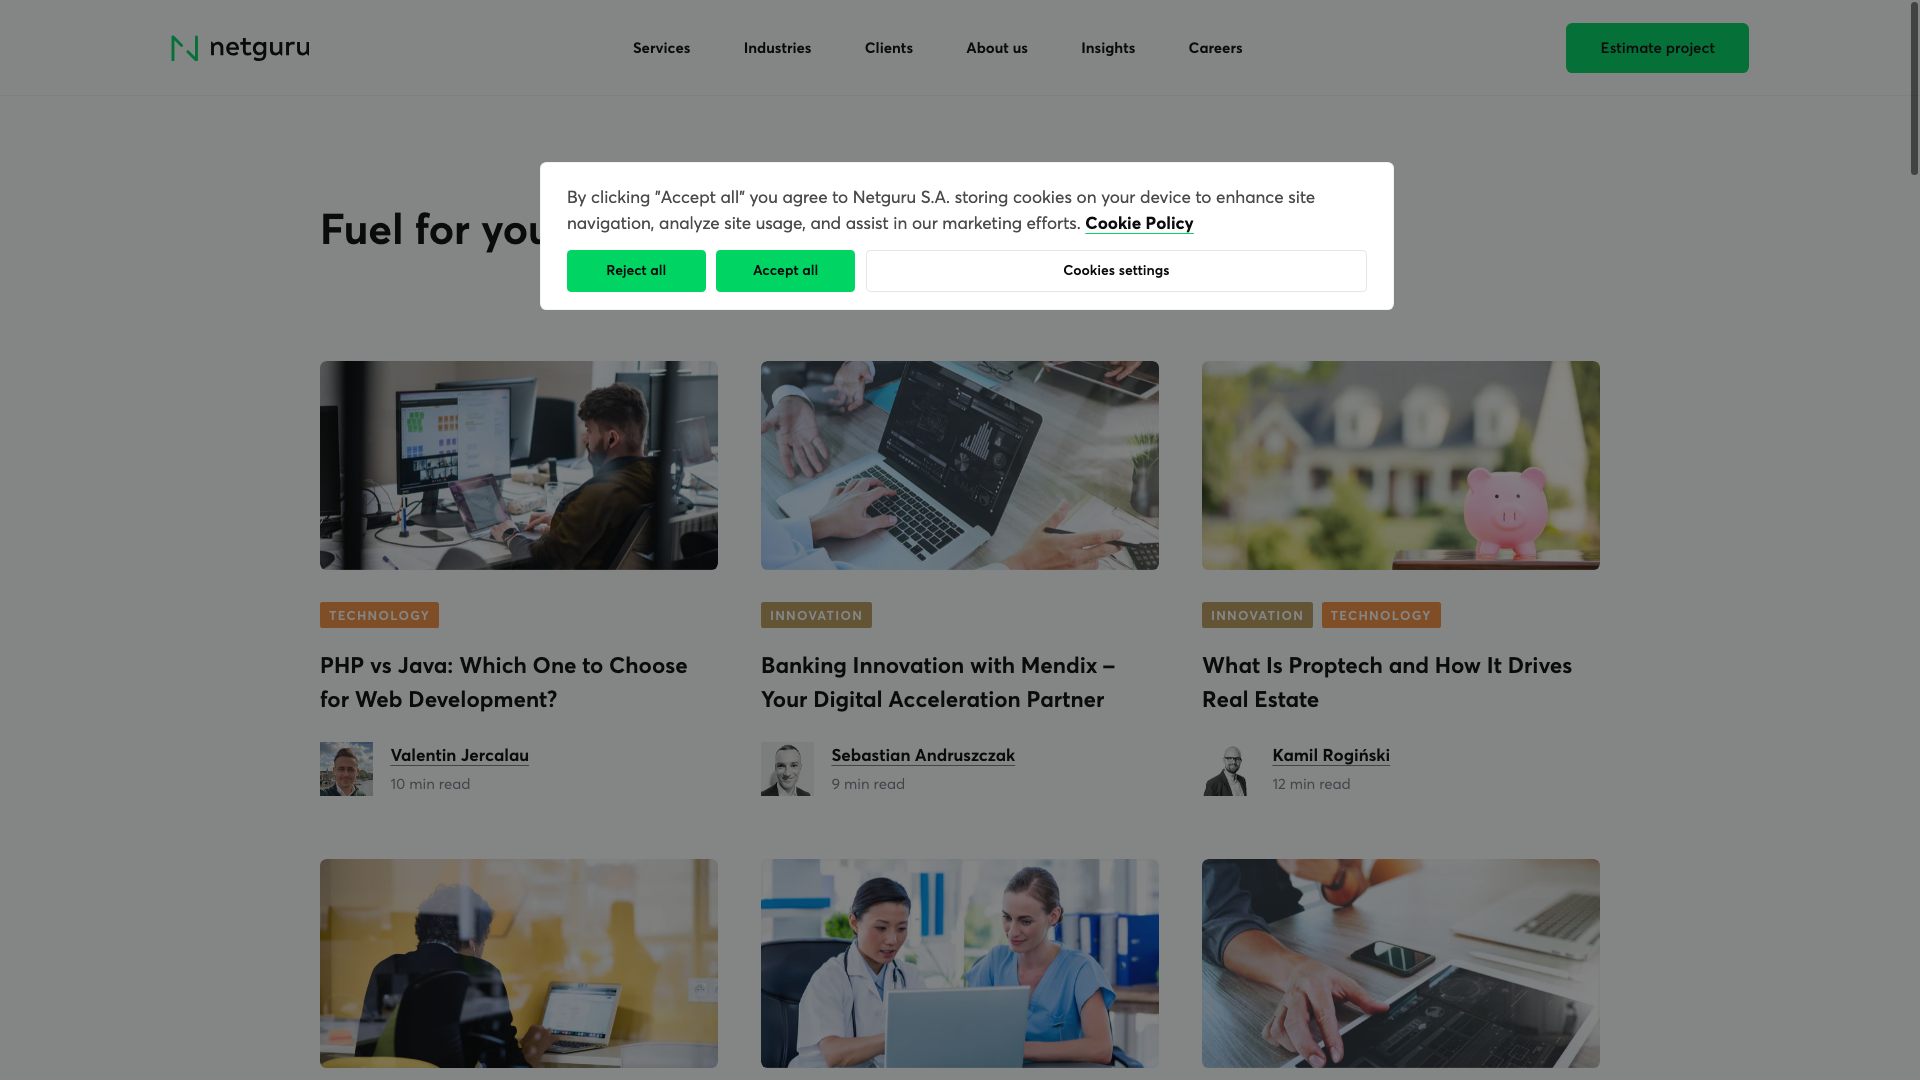 netguru
Services
Industries
Clients
About us
Insights
Careers
Estimate project
By clicking "Accept all" you agree to Netguru S.A. storing cookies on your device to enhance site
navigation, analyze site usage, and assist in our marketing efforts. Cookie Policy
Reject all
Accept all
Cookies settings
Fuel for you
TECHNOLOGY
PHP vs Java: Which One to Choose
for Web Development?
Valentin Jercalau
10 min read
INNOVATION
Banking Innovation with Mendix –
Your Digital Acceleration Partner
Sebastian Andruszczak
9 min read
INNOVATION
TECHNOLOGY
What Is Proptech and How It Drives
Real Estate
Kamil Rogiński
12 min read